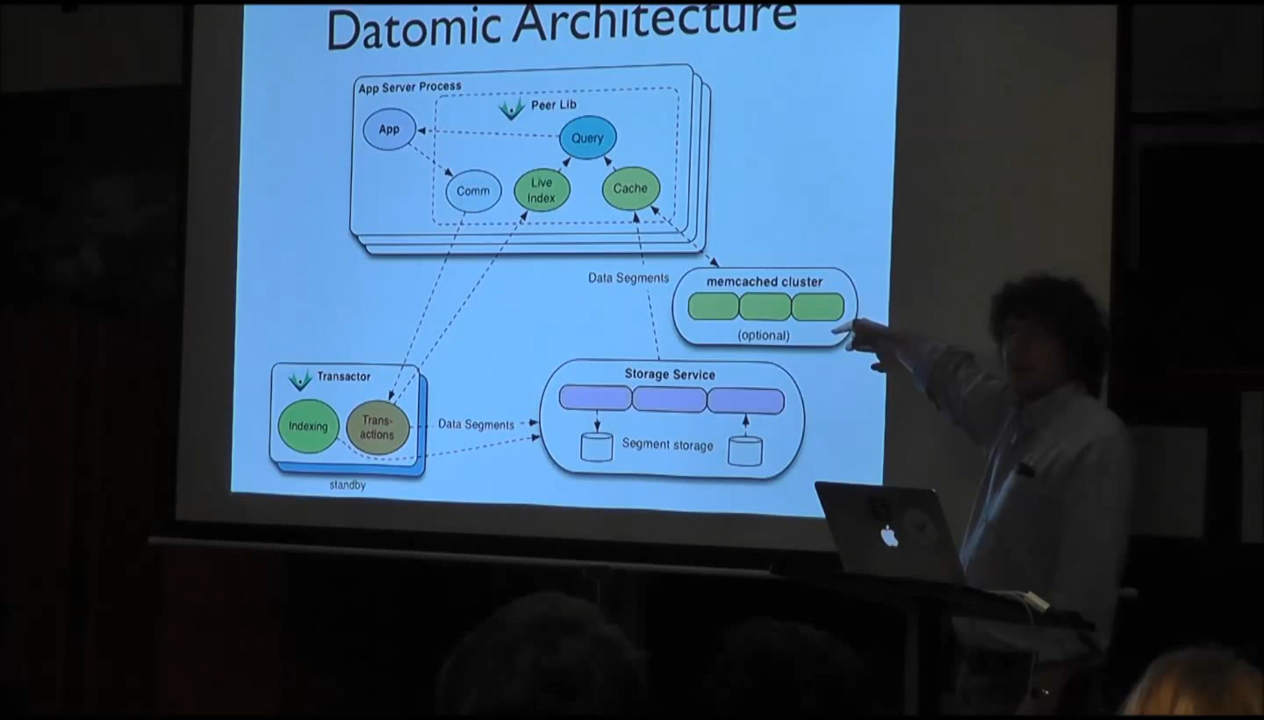 Datomic Architecture
App Server Process
Peer Lib
App
Query
Comm
Live
Index
Cache
Data Segments
memcached cluster
(optional)
Transactor
Storage Service
Indexing
Trans-
actions
Data Segments
Segment storage
standby